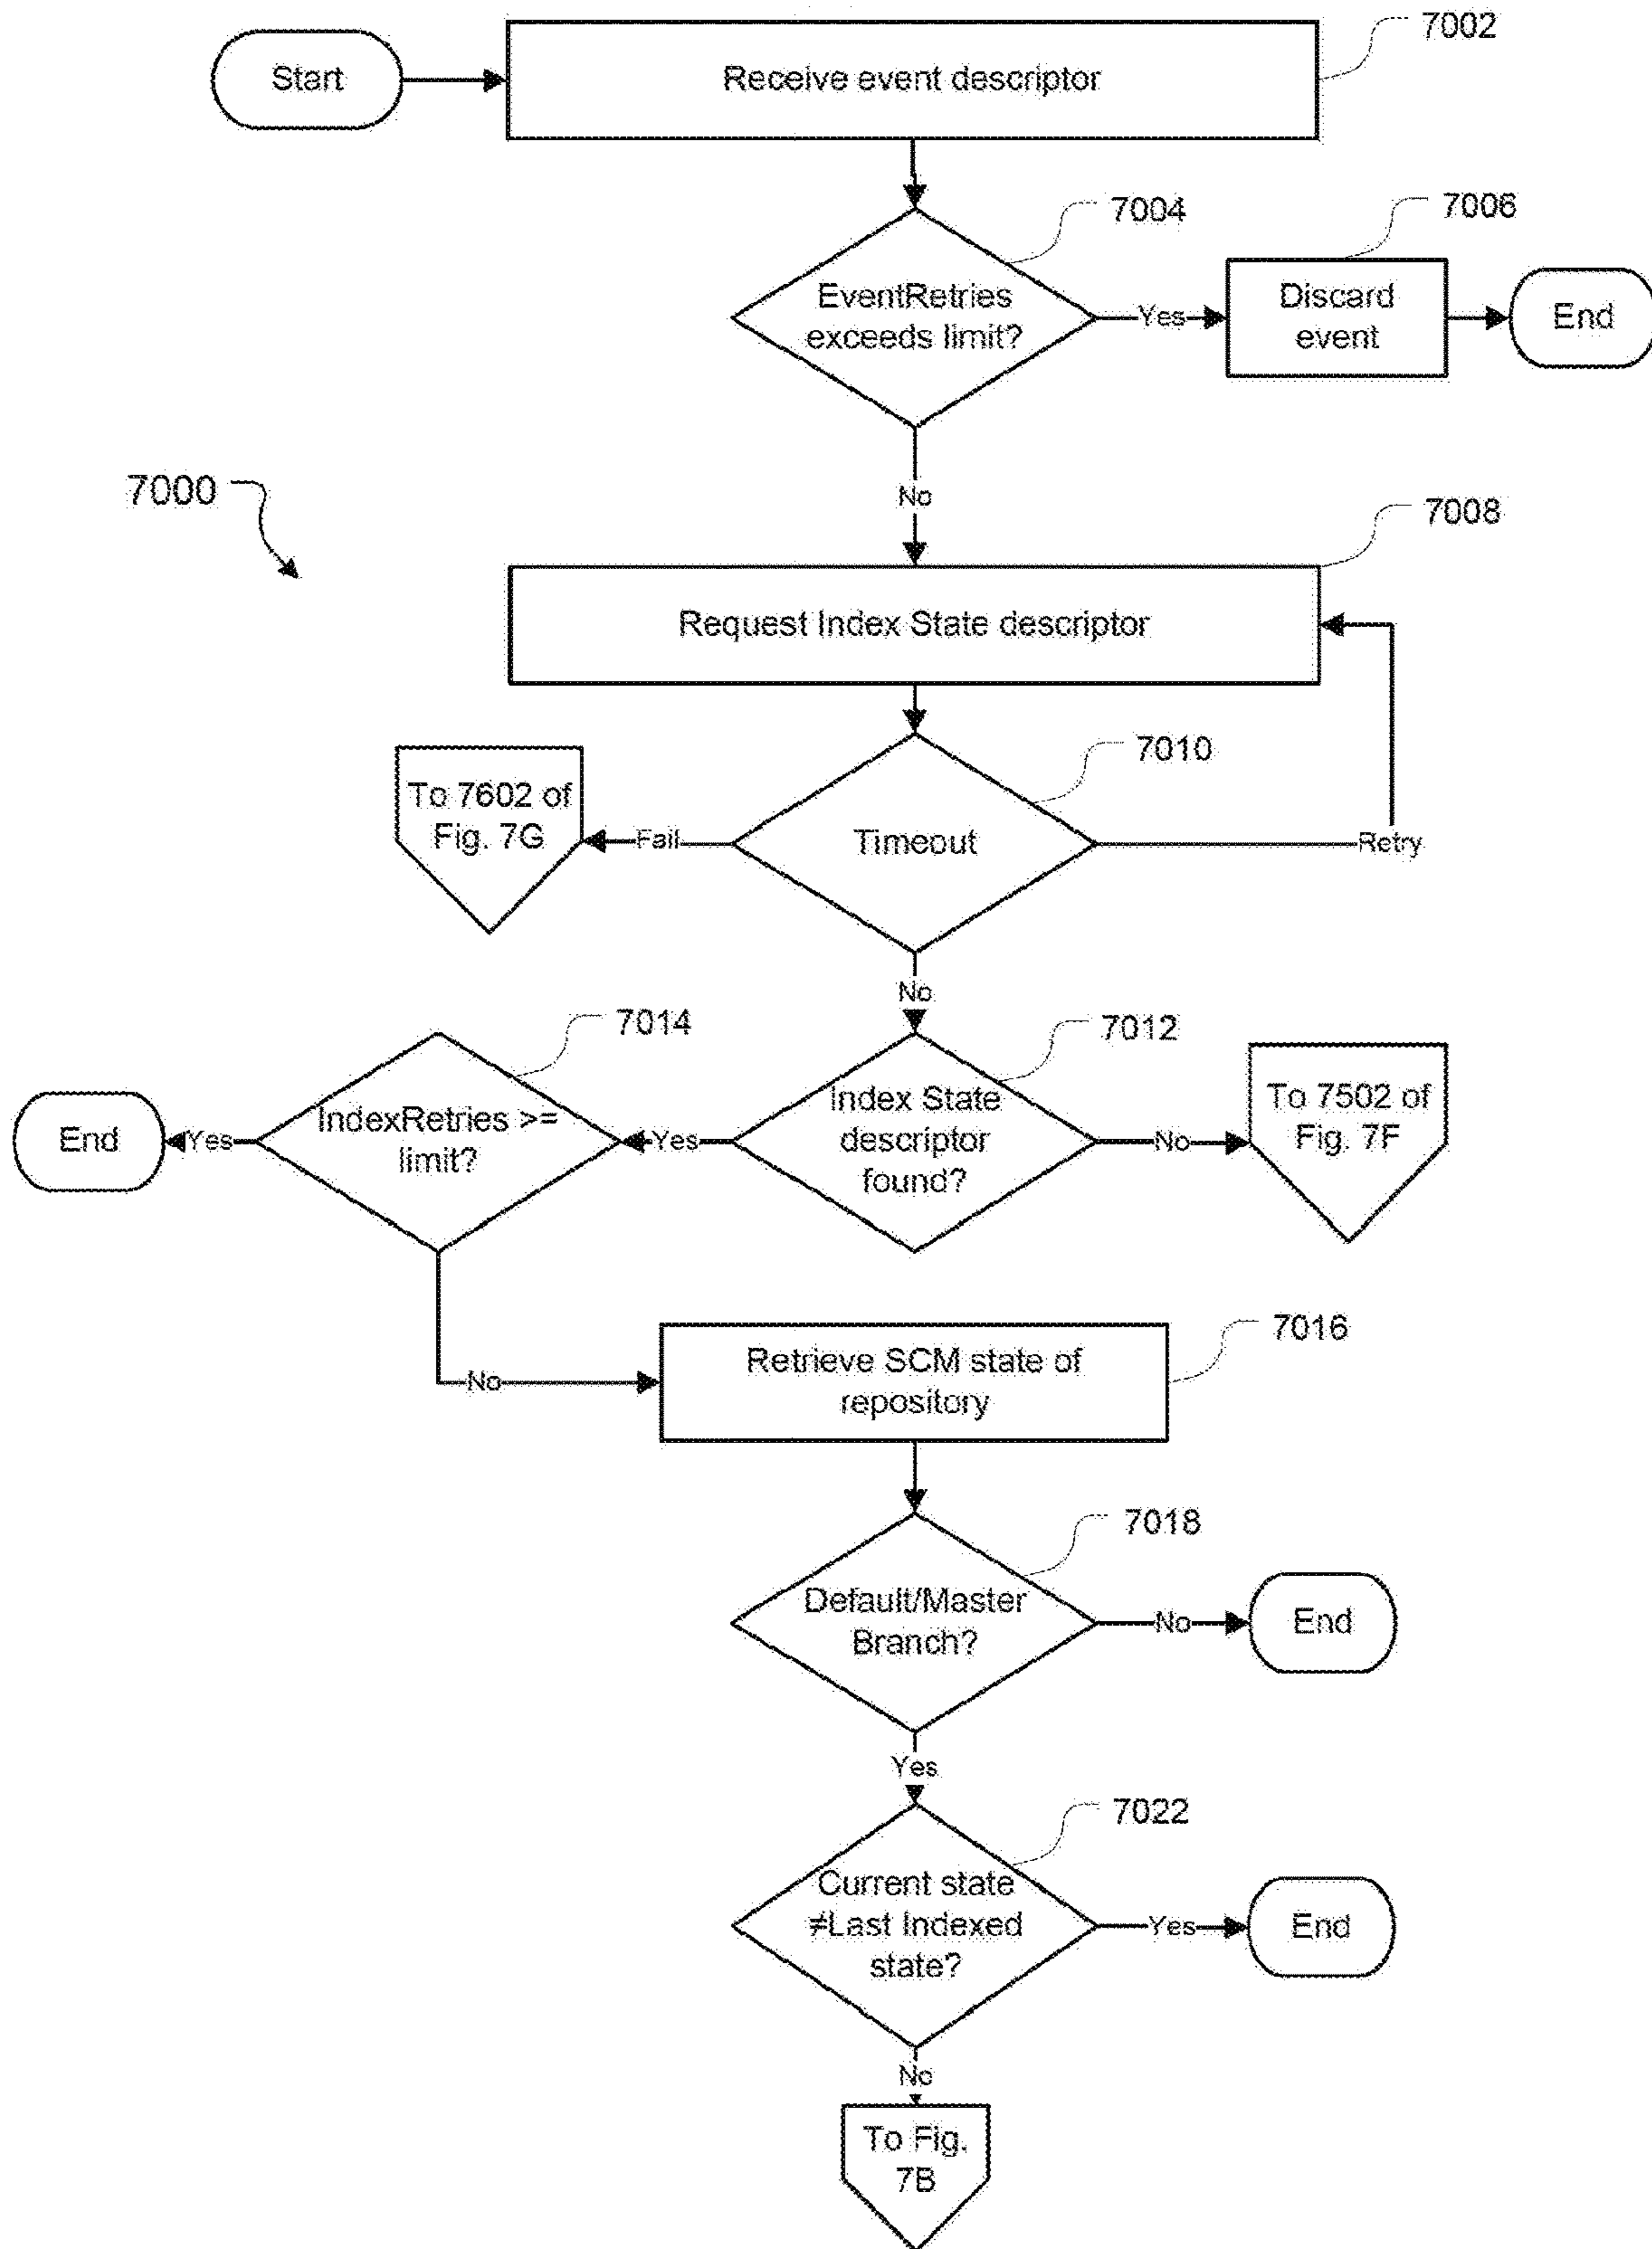 7002
Start
Receive event descriptor
7004
7006
EventRetries
exceeds limit?
Yes
Discard
event
End
No
7000
7008
Request Index State descriptor
7010
To 7602 of
Fig. 7G
Fail
Timeout
Retry
No
7014
7012
End
Yes
IndexRetries >=
limit?
Yes
Index State
descriptor
found?
No
To 7502 of
Fig. 7F
No
7016
Retrieve SCM state of
repository
7018
Default/Master
Branch?
No
End
Yes
7022
Current state
≠Last Indexed
state?
Yes
End
No
To Fig.
7B